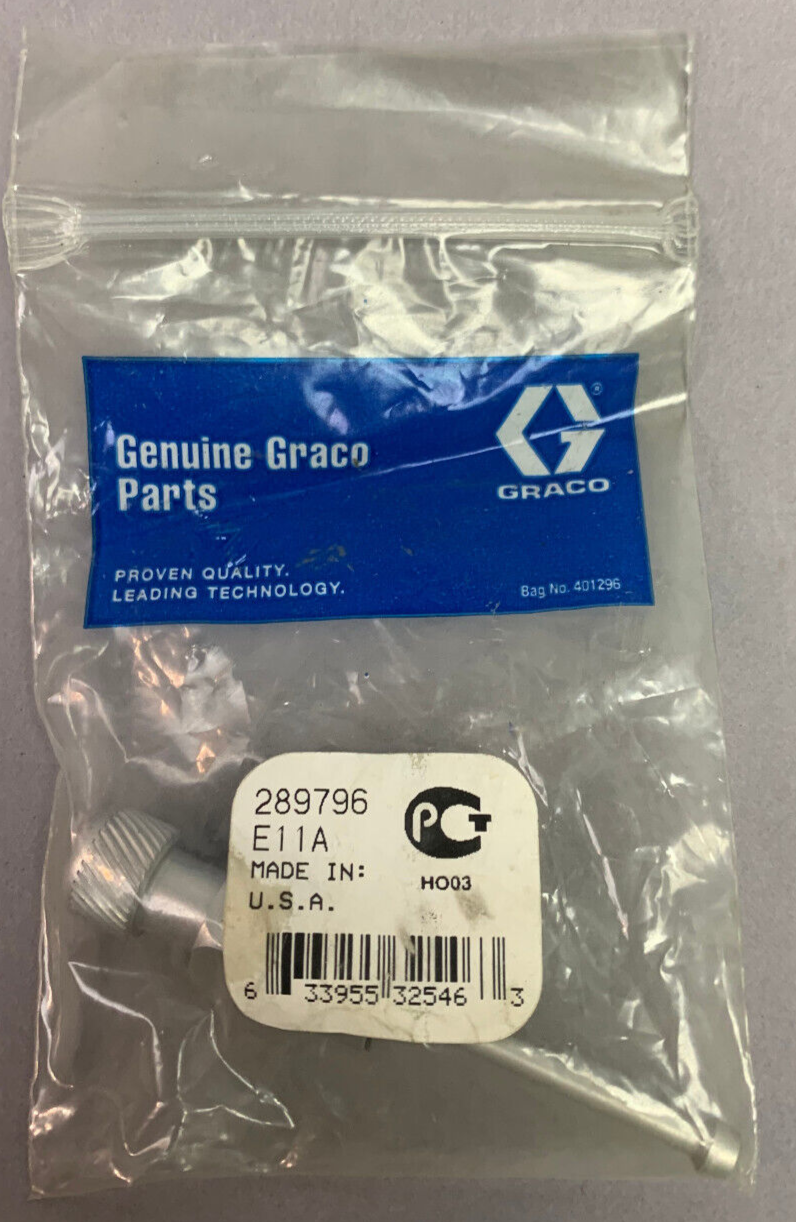 Genuine Graco
Parts
®
GRACO
PROVEN QUALITY.
LEADING TECHNOLOGY.
Bag No. 401296
289796
E11A
MADE IN:
U.S.A.
PCT
HO03
6 33955 32546 3